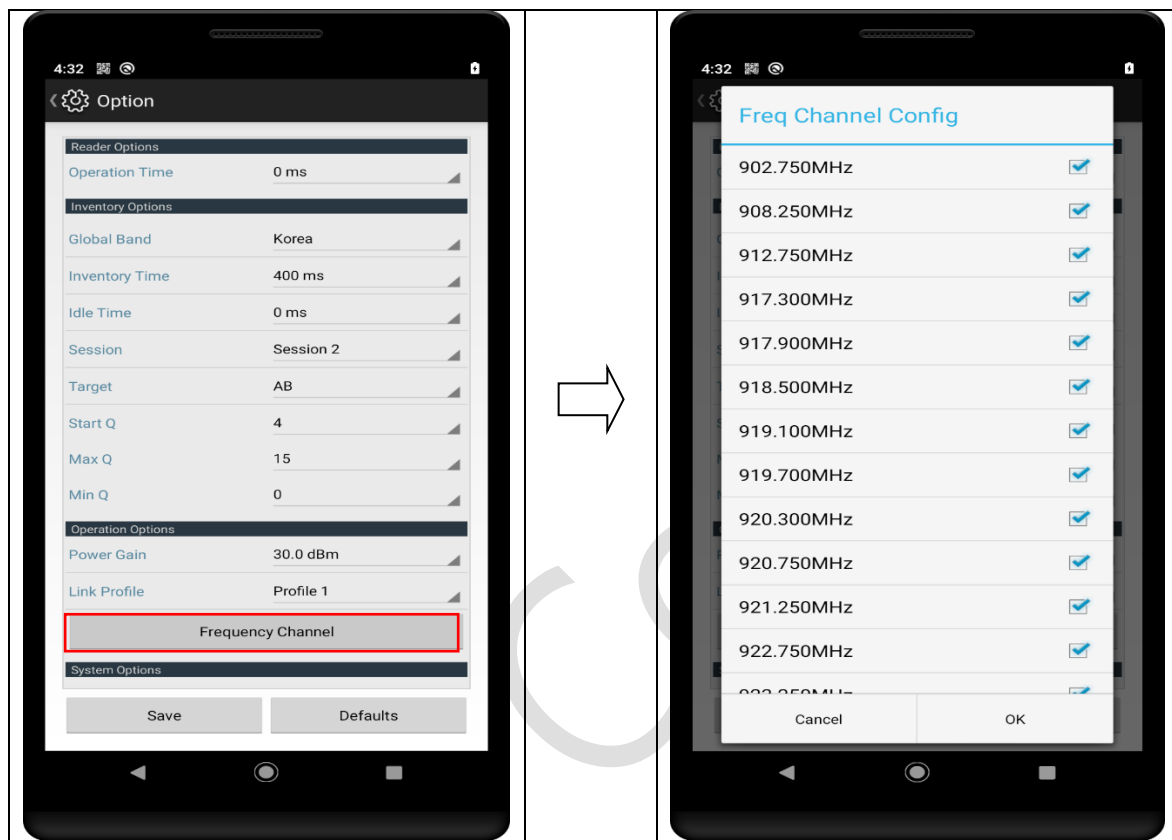 4:32
Option
Reader Options
Operation Time 0 ms
Inventory Options
Global Band Korea
Inventory Time 400 ms
Idle Time 0 ms
Session Session 2
Target AB
Start Q 4
Max Q 15
Min Q 0
Operation Options
Power Gain 30.0 dBm
Link Profile Profile 1
Frequency Channel
System Options
Save Defaults
4:32
Freq Channel Config
902.750MHz
908.250MHz
912.750MHz
917.300MHz
917.900MHz
918.500MHz
919.100MHz
919.700MHz
920.300MHz
920.750MHz
921.250MHz
922.750MHz
Cancel OK